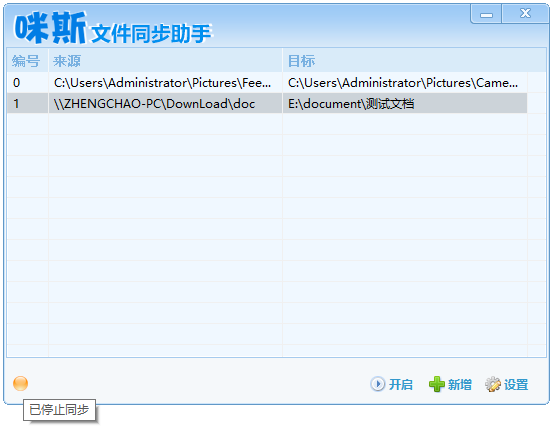 咪斯 文件同步助手
编号 来源 目标
0 C:\Users\Administrator\Pictures\Fee... C:\Users\Administrator\Pictures\Came...
1 \\ZHENGCHAO-PC\DownLoad\doc E:\document\测试文档
开启 新增 设置
已停止同步